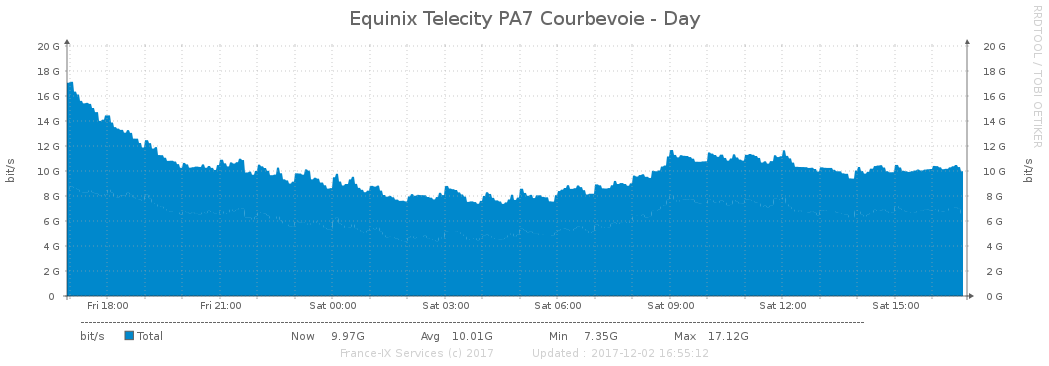 Equinix Telecity PA7 Courbevoie - Day
RRDTOOL / TOBI OETIKER
bit/s
20 G 20 G
18 G 18 G
16 G 16 G
14 G 14 G
12 G 12 G
10 G 10 G
8 G 8 G
6 G 6 G
4 G 4 G
2 G 2 G
0 0 G
bit/s
Fri 18:00 Fri 21:00 Sat 00:00 Sat 03:00 Sat 06:00 Sat 09:00 Sat 12:00 Sat 15:00
bit/s Total Now 9.97G Avg 10.01G Min 7.35G Max 17.12G
France-IX Services (c) 2017 Updated : 2017-12-02 16:55:12